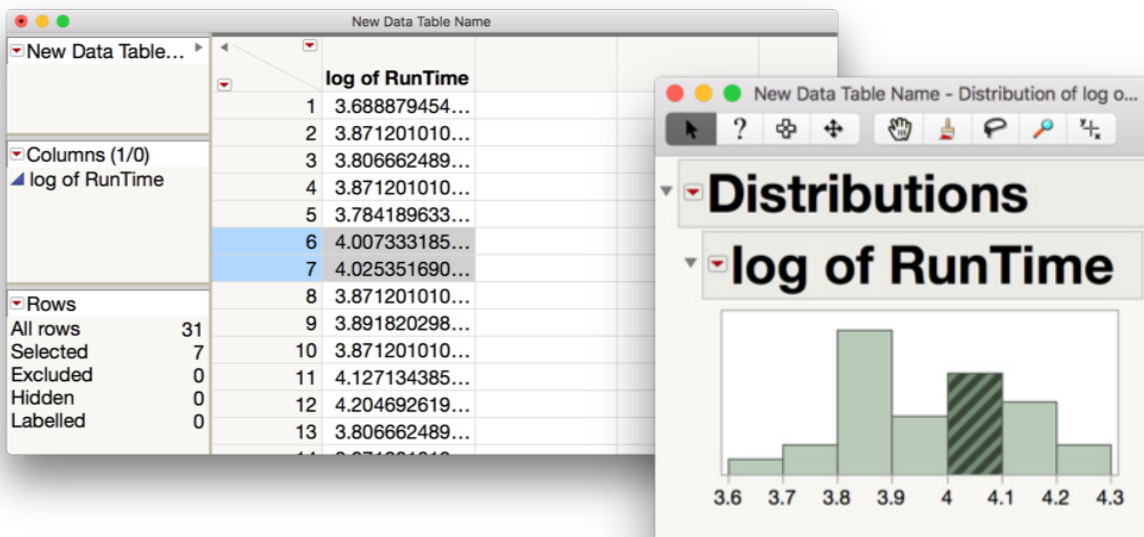 New Data Table Name
New Data Table...
log of RunTime
1 3.688879454...
2 3.871201010...
3 3.806662489...
4 3.871201010...
5 3.784189633...
6 4.007333185...
7 4.025351690...
8 3.871201010...
9 3.891820298...
10 3.871201010...
11 4.127134385...
12 4.204692619...
13 3.806662489...
Columns (1/0)
log of RunTime
Rows
All rows 31
Selected 7
Excluded 0
Hidden 0
Labelled 0
New Data Table Name - Distribution of log o...
?
Distributions
log of RunTime
3.6 3.7 3.8 3.9 4 4.1 4.2 4.3